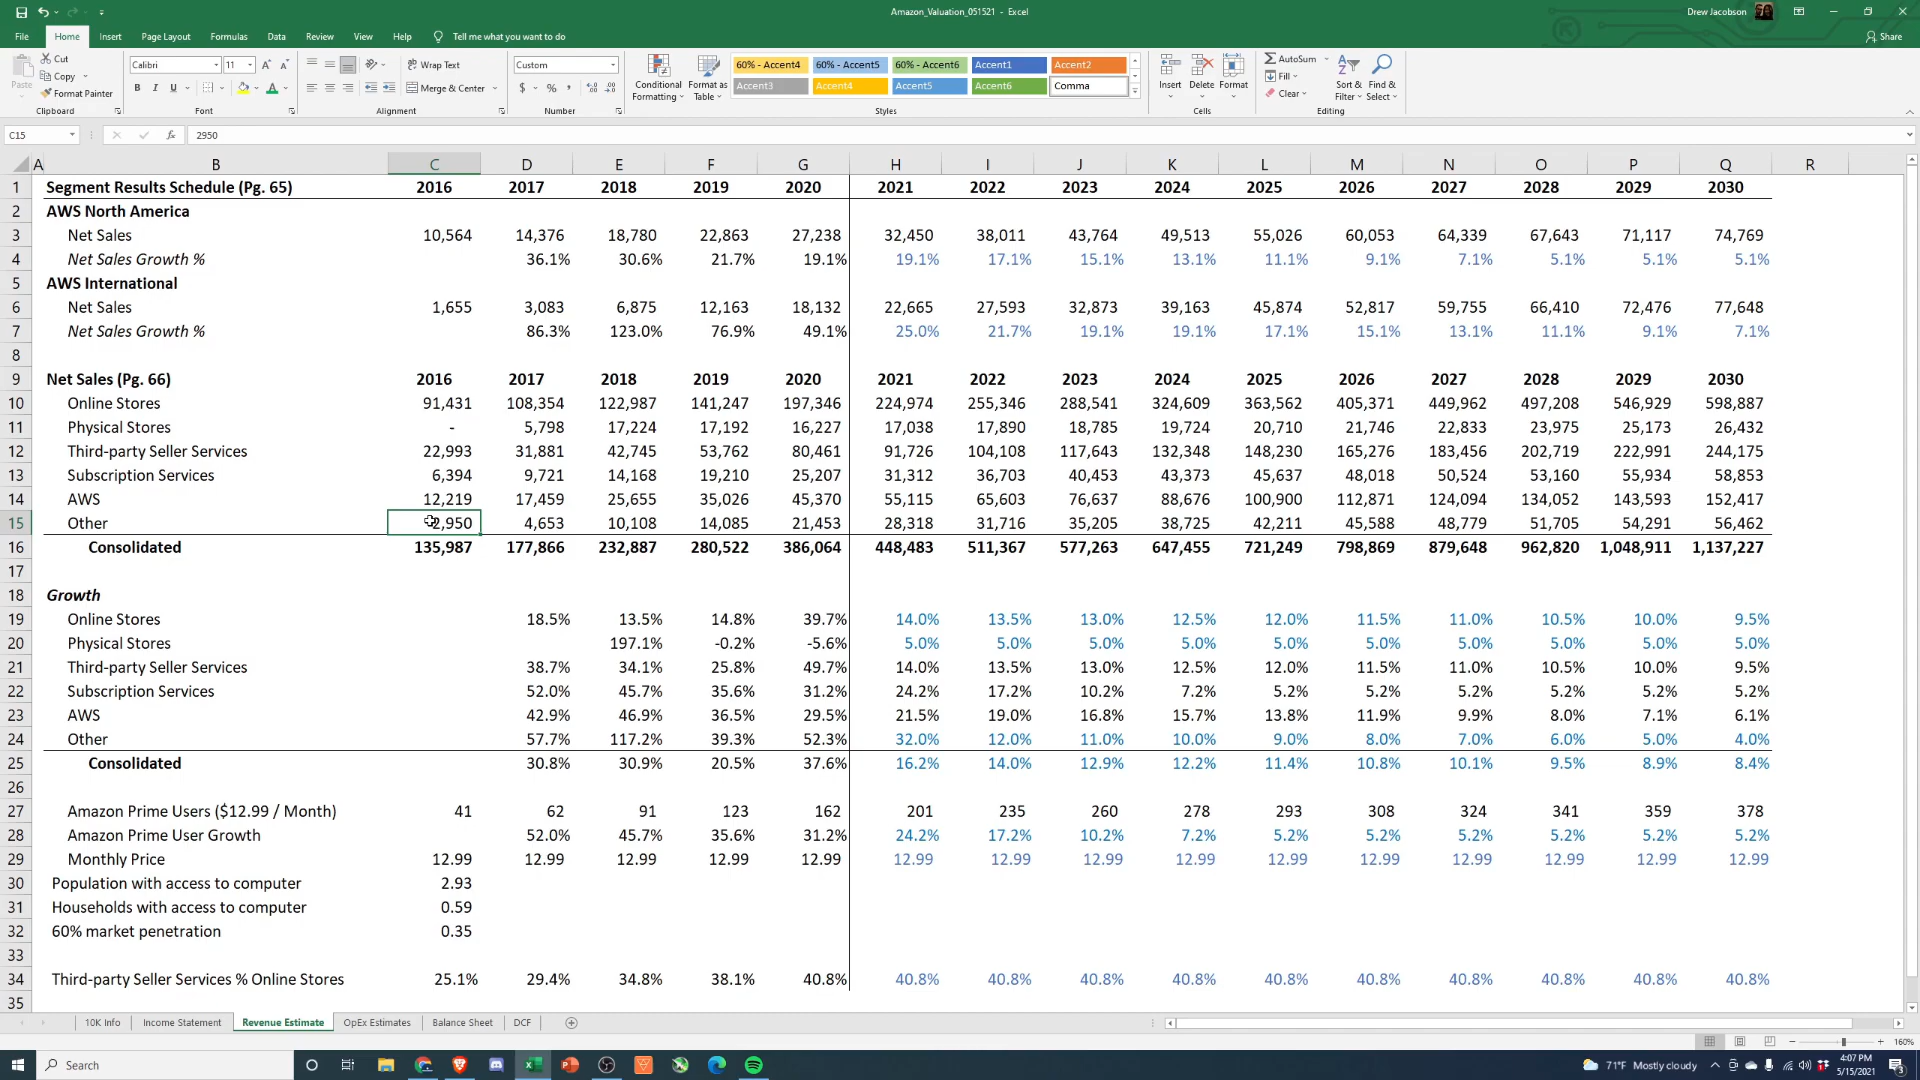 Amazon_Valuation_051521 - Excel
Drew Jacobson
File Home Insert Page Layout Formulas Data Review View Help Tell me what you want to do Share
Paste Cut Copy Format Painter Clipboard
Calibri 11 B I U Font
Wrap Text Merge & Center Alignment
Custom $ % , Number
Conditional Formatting Format as Table
60% - Accent4 60% - Accent5 60% - Accent6 Accent1 Accent2
Accent3 Accent4 Accent5 Accent6 Comma
Styles
Insert Delete Format Cells
AutoSum Fill Clear Sort & Filter Find & Select Editing
C15 fx 2950
A B C D E F G H I J K L M N O P Q R
1 Segment Results Schedule (Pg. 65) 2016 2017 2018 2019 2020 2021 2022 2023 2024 2025 2026 2027 2028 2029 2030
2 AWS North America
3 Net Sales 10,564 14,376 18,780 22,863 27,238 32,450 38,011 43,764 49,513 55,026 60,053 64,339 67,643 71,117 74,769
4 Net Sales Growth % 36.1% 30.6% 21.7% 19.1% 19.1% 17.1% 15.1% 13.1% 11.1% 9.1% 7.1% 5.1% 5.1% 5.1%
5 AWS International
6 Net Sales 1,655 3,083 6,875 12,163 18,132 22,665 27,593 32,873 39,163 45,874 52,817 59,755 66,410 72,476 77,648
7 Net Sales Growth % 86.3% 123.0% 76.9% 49.1% 25.0% 21.7% 19.1% 19.1% 17.1% 15.1% 13.1% 11.1% 9.1% 7.1%
8
9 Net Sales (Pg. 66) 2016 2017 2018 2019 2020 2021 2022 2023 2024 2025 2026 2027 2028 2029 2030
10 Online Stores 91,431 108,354 122,987 141,247 197,346 224,974 255,346 288,541 324,609 363,562 405,371 449,962 497,208 546,929 598,887
11 Physical Stores - 5,798 17,224 17,192 16,227 17,038 17,890 18,785 19,724 20,710 21,746 22,833 23,975 25,173 26,432
12 Third-party Seller Services 22,993 31,881 42,745 53,762 80,461 91,726 104,108 117,643 132,348 148,230 165,276 183,456 202,719 222,991 244,175
13 Subscription Services 6,394 9,721 14,168 19,210 25,207 31,312 36,703 40,453 43,373 45,637 48,018 50,524 53,160 55,934 58,853
14 AWS 12,219 17,459 25,655 35,026 45,370 55,115 65,603 76,637 88,676 100,900 112,871 124,094 134,052 143,593 152,417
15 Other 2,950 4,653 10,108 14,085 21,453 28,318 31,716 35,205 38,725 42,211 45,588 48,779 51,705 54,291 56,462
16 Consolidated 135,987 177,866 232,887 280,522 386,064 448,483 511,367 577,263 647,455 721,249 798,869 879,648 962,820 1,048,911 1,137,227
17
18 Growth
19 Online Stores 18.5% 13.5% 14.8% 39.7% 14.0% 13.5% 13.0% 12.5% 12.0% 11.5% 11.0% 10.5% 10.0% 9.5%
20 Physical Stores 197.1% -0.2% -5.6% 5.0% 5.0% 5.0% 5.0% 5.0% 5.0% 5.0% 5.0% 5.0% 5.0%
21 Third-party Seller Services 38.7% 34.1% 25.8% 49.7% 14.0% 13.5% 13.0% 12.5% 12.0% 11.5% 11.0% 10.5% 10.0% 9.5%
22 Subscription Services 52.0% 45.7% 35.6% 31.2% 24.2% 17.2% 10.2% 7.2% 5.2% 5.2% 5.2% 5.2% 5.2% 5.2%
23 AWS 42.9% 46.9% 36.5% 29.5% 21.5% 19.0% 16.8% 15.7% 13.8% 11.9% 9.9% 8.0% 7.1% 6.1%
24 Other 57.7% 117.2% 39.3% 52.3% 32.0% 12.0% 11.0% 10.0% 9.0% 8.0% 7.0% 6.0% 5.0% 4.0%
25 Consolidated 30.8% 30.9% 20.5% 37.6% 16.2% 14.0% 12.9% 12.2% 11.4% 10.8% 10.1% 9.5% 8.9% 8.4%
26
27 Amazon Prime Users ($12.99 / Month) 41 62 91 123 162 201 235 260 278 293 308 324 341 359 378
28 Amazon Prime User Growth 52.0% 45.7% 35.6% 31.2% 24.2% 17.2% 10.2% 7.2% 5.2% 5.2% 5.2% 5.2% 5.2% 5.2%
29 Monthly Price 12.99 12.99 12.99 12.99 12.99 12.99 12.99 12.99 12.99 12.99 12.99 12.99 12.99 12.99 12.99
30 Population with access to computer 2.93
31 Households with access to computer 0.59
32 60% market penetration 0.35
33
34 Third-party Seller Services % Online Stores 25.1% 29.4% 34.8% 38.1% 40.8% 40.8% 40.8% 40.8% 40.8% 40.8% 40.8% 40.8% 40.8% 40.8% 40.8%
35
10K Info Income Statement Revenue Estimate OpEx Estimates Balance Sheet DCF
160%
Search
71°F Mostly cloudy
4:07 PM
5/15/2021